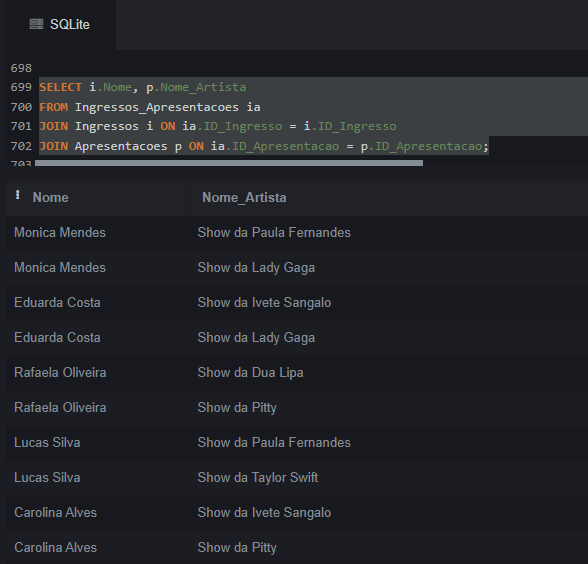 SQLite
698
699 SELECT i.Nome, p.Nome_Artista
700 FROM Ingressos_Apresentacoes ia
701 JOIN Ingressos i ON ia.ID_Ingresso = i.ID_Ingresso
702 JOIN Apresentacoes p ON ia.ID_Apresentacao = p.ID_Apresentacao;
703
Nome Nome_Artista
Monica Mendes Show da Paula Fernandes
Monica Mendes Show da Lady Gaga
Eduarda Costa Show da Ivete Sangalo
Eduarda Costa Show da Lady Gaga
Rafaela Oliveira Show da Dua Lipa
Rafaela Oliveira Show da Pitty
Lucas Silva Show da Paula Fernandes
Lucas Silva Show da Taylor Swift
Carolina Alves Show da Ivete Sangalo
Carolina Alves Show da Pitty